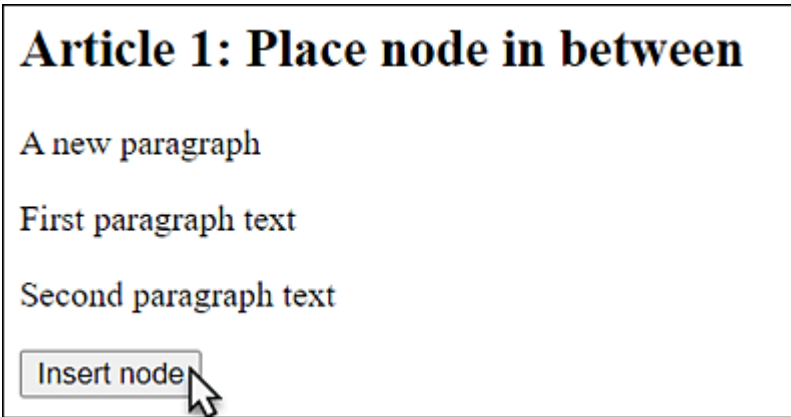 Article 1: Place node in between
A new paragraph
First paragraph text
Second paragraph text
Insert node